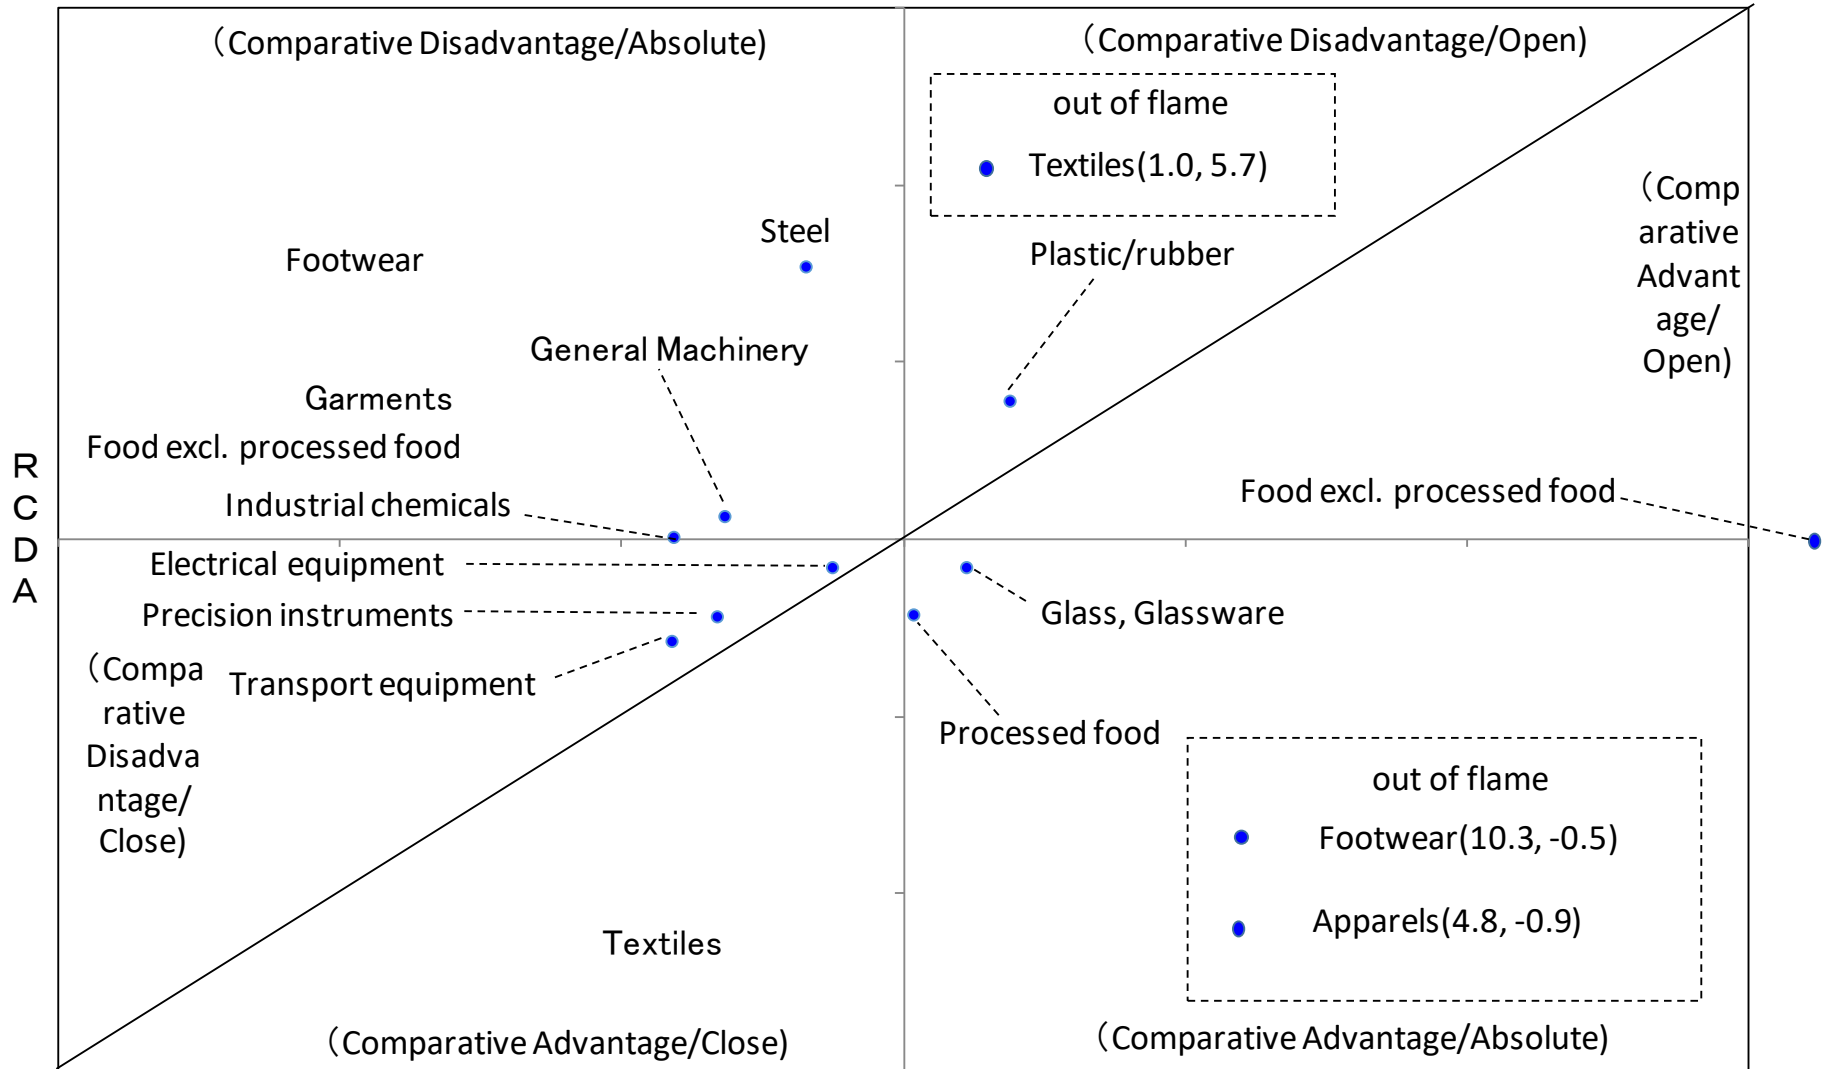 （Comparative Disadvantage/Absolute)
（Comparative Disadvantage/Open)
out of flame
Textiles(1.0, 5.7)
（Comp
arative
Advant
age/
Open)
Steel
Footwear
Plastic/rubber
General Machinery
Garments
Food excl. processed food
R
C
D
A
Industrial chemicals
Food excl. processed food
Electrical equipment
Precision instruments
Glass, Glassware
（Compa
rative
Disadva
ntage/
Close)
Transport equipment
Processed food
out of flame
Footwear(10.3, -0.5)
Apparels(4.8, -0.9)
Textiles
（Comparative Advantage/Close)
（Comparative Advantage/Absolute)